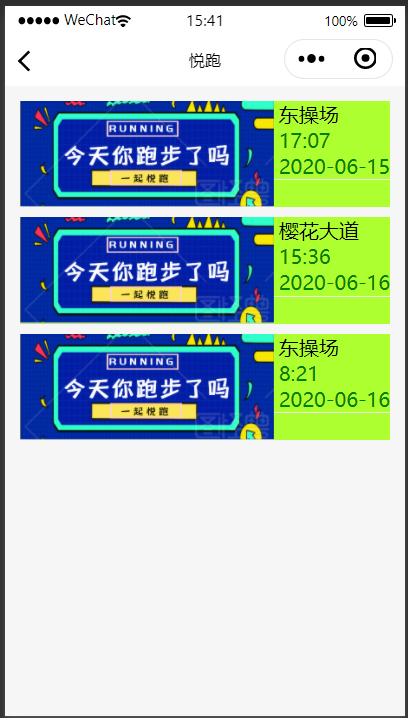 WeChat 15:41 100%
悦跑
RUNNING
今天你跑步了吗
一起悦跑
东操场
17:07
2020-06-15
RUNNING
今天你跑步了吗
一起悦跑
樱花大道
15:36
2020-06-16
RUNNING
今天你跑步了吗
一起悦跑
东操场
8:21
2020-06-16